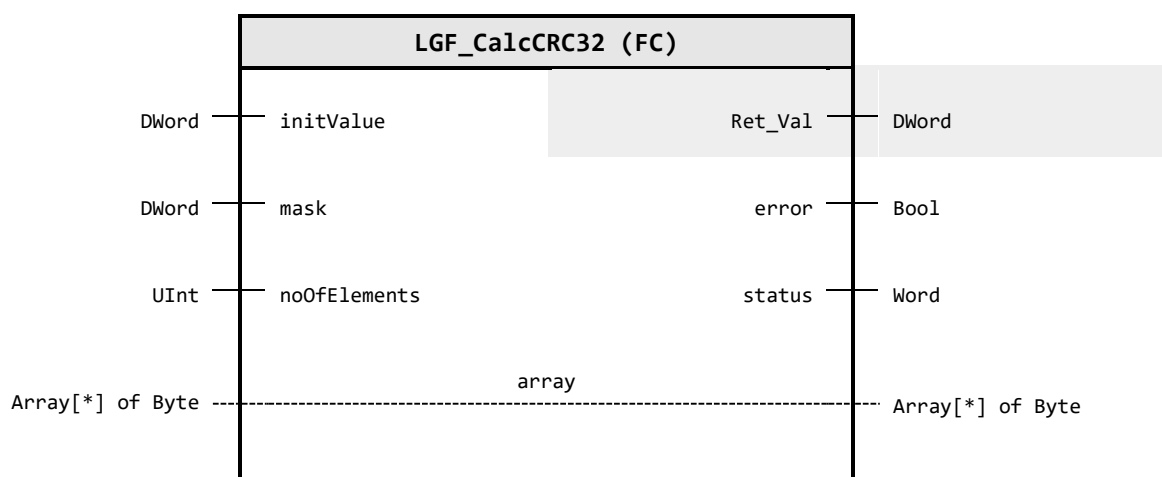 LGF_CalcCRC32 (FC)
DWord initValue Ret_Val DWord
DWord mask error Bool
UInt noOfElements status Word
array
Array[*] of Byte Array[*] of Byte